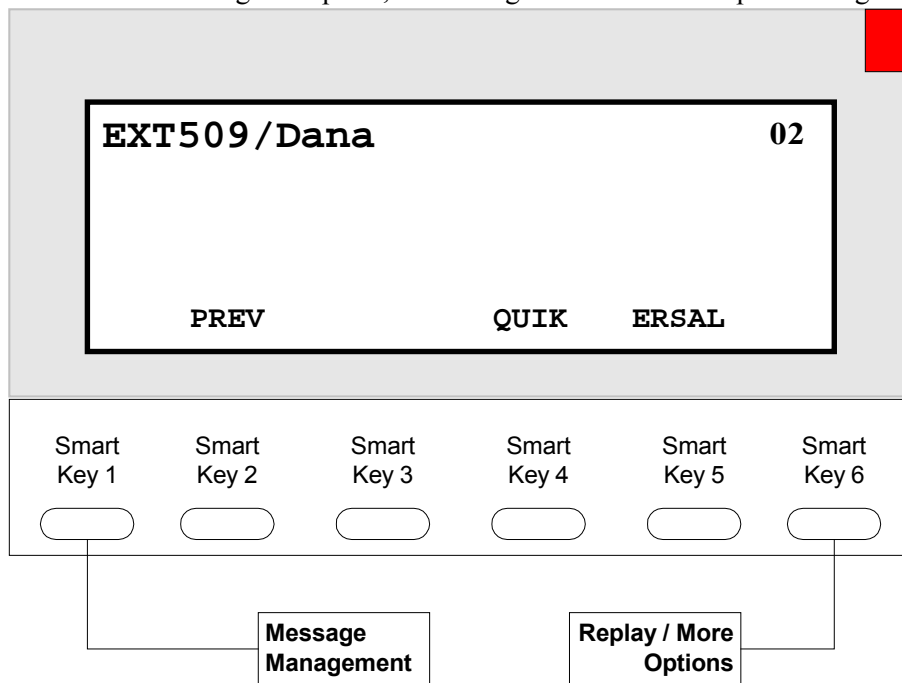 EXT509/Dana 02
PREV QUIK ERSAL
Smart Key 1
Smart Key 2
Smart Key 3
Smart Key 4
Smart Key 5
Smart Key 6
Message
Management
Replay / More
Options